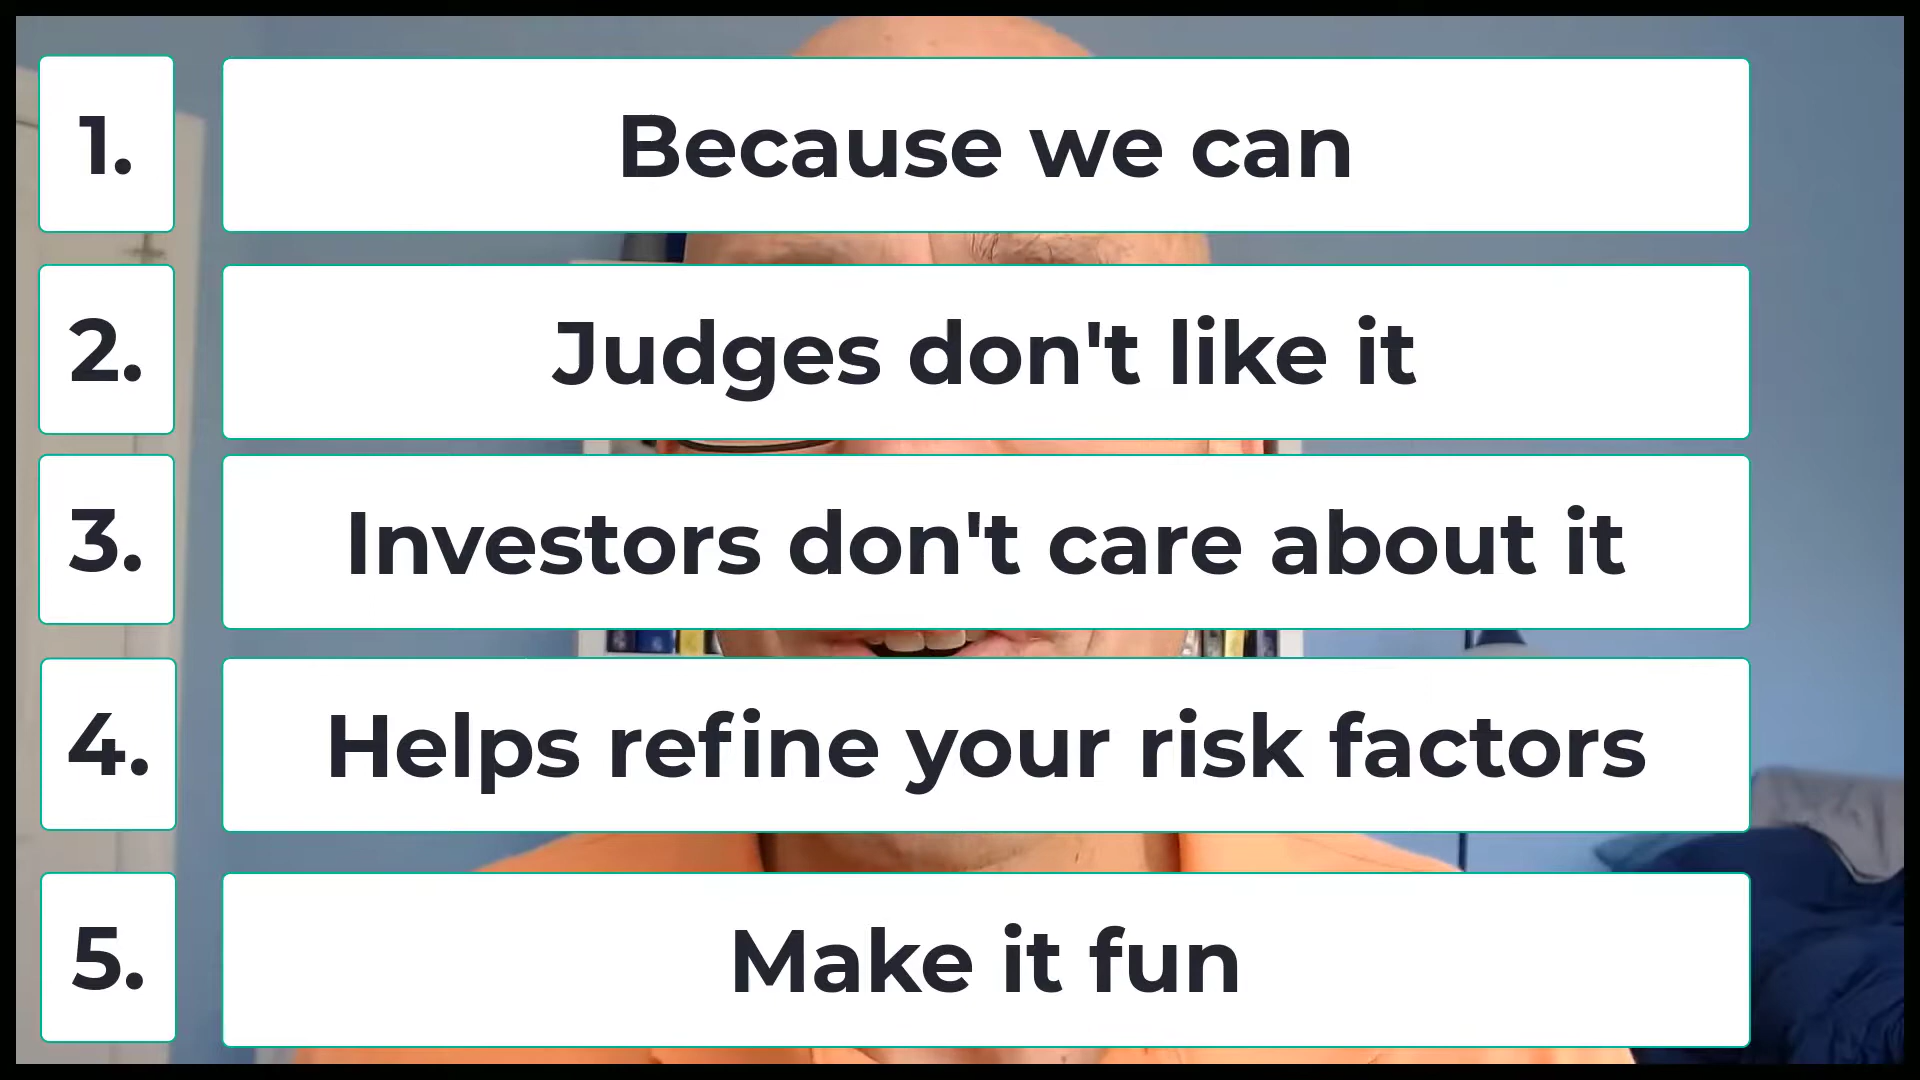 1. Because we can
2. Judges don't like it
3. Investors don't care about it
4. Helps refine your risk factors
5. Make it fun